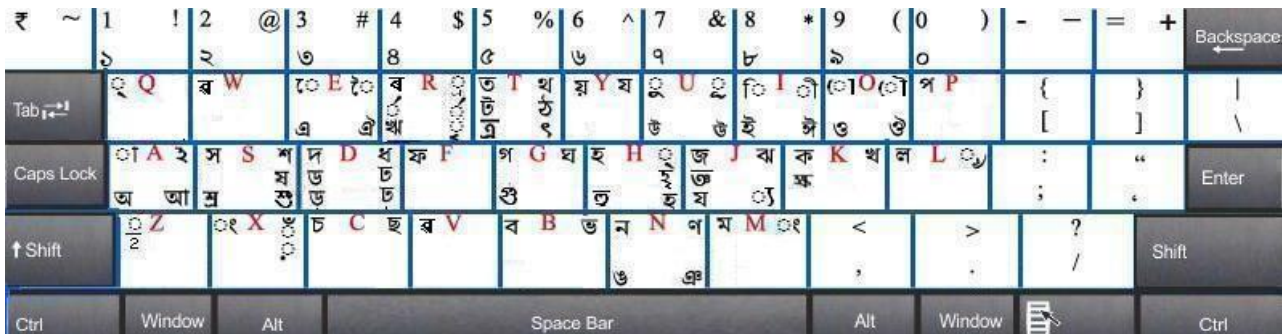 ₹ ~ 1 ! 2 @ 3 # 4 $ 5 % 6 ^ 7 & 8 * 9 ( 0 ) - — = + Backspace
১ ২ ৩ ৪ ৫ ৬ ৭ ৮ ৯ ০
Tab Q ৱ W ে E ৈ ৰ R ত T থ য় Y য ু U ূ ি I ী ো O ৌ প P { } |
এ ঐ ঋ ৎ উ ঊ ই ঈ ও ঔ [ ] \
Caps Lock া A ই স S শ দ D ধ ফ F গ G ঘ হ H জ J ঝ ক K খ ল L : “ Enter
অ আ ষ ড ঢ গু ; ‘
Shift Z ং X ঃ চ C ছ ৱ V ব B ভ ন N ণ ম M ং < > ? Shift
2 ঙ ঞ , . /
Ctrl Window Alt Space Bar Alt Window Ctrl